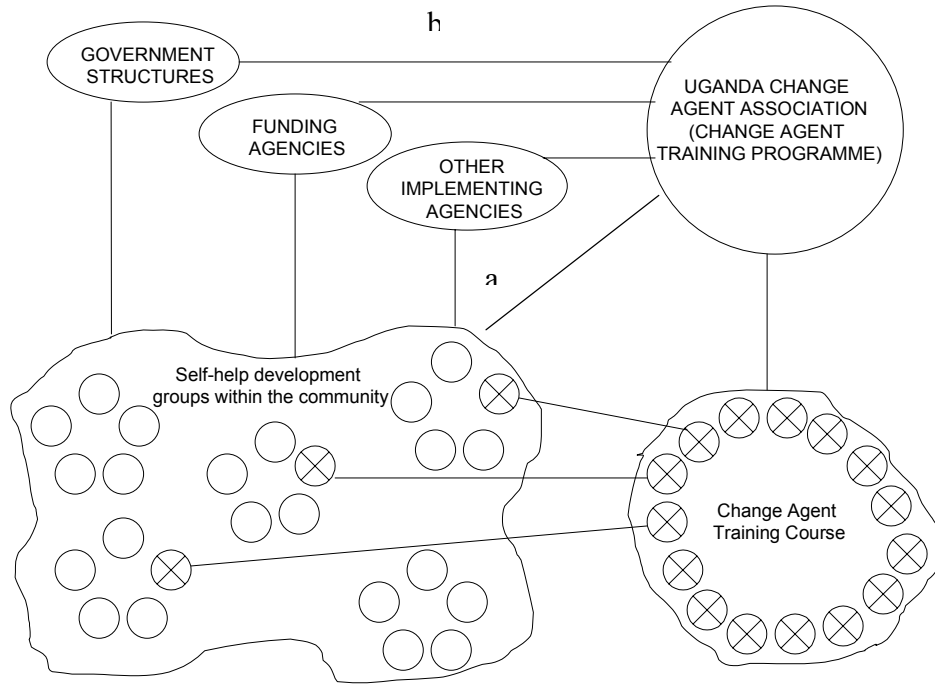 h
GOVERNMENT
STRUCTURES
FUNDING
AGENCIES
OTHER
IMPLEMENTING
AGENCIES
UGANDA CHANGE
AGENT ASSOCIATION
(CHANGE AGENT
TRAINING PROGRAMME)
a
Self-help development
groups within the community
Change Agent
Training Course